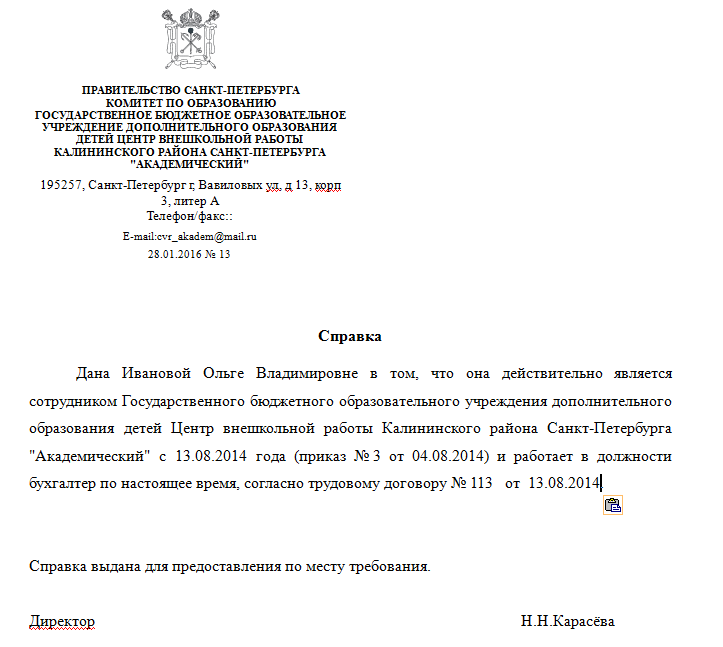 ПРАВИТЕЛЬСТВО САНКТ-ПЕТЕРБУРГА
КОМИТЕТ ПО ОБРАЗОВАНИЮ
ГОСУДАРСТВЕННОЕ БЮДЖЕТНОЕ ОБРАЗОВАТЕЛЬНОЕ
УЧРЕЖДЕНИЕ ДОПОЛНИТЕЛЬНОГО ОБРАЗОВАНИЯ
ДЕТЕЙ ЦЕНТР ВНЕШКОЛЬНОЙ РАБОТЫ
КАЛИНИНСКОГО РАЙОНА САНКТ-ПЕТЕРБУРГА
"АКАДЕМИЧЕСКИЙ"
195257, Санкт-Петербург г, Вавиловых ул, д 13, корп
3, литер А
Телефон/факс::
E-mail:cvr_akadem@mail.ru
28.01.2016 № 13
Справка
Дана Ивановой Ольге Владимировне в том, что она действительно является
сотрудником Государственного бюджетного образовательного учреждения дополнительного
образования детей Центр внешкольной работы Калининского района Санкт-Петербурга
"Академический" с 13.08.2014 года (приказ №3 от 04.08.2014) и работает в должности
бухгалтер по настоящее время, согласно трудовому договору № 113 от 13.08.2014.
Справка выдана для предоставления по месту требования.
Директор Н.Н.Карасёва